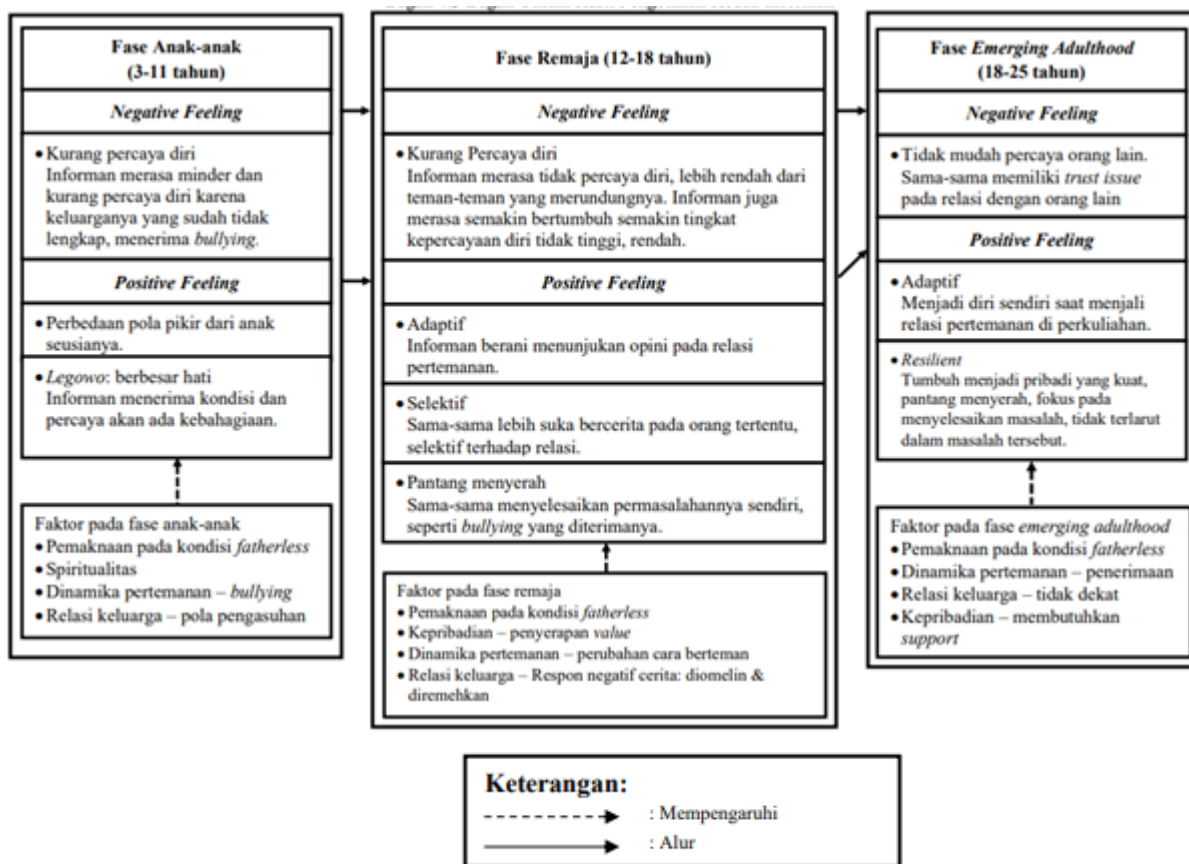 Fase Anak-anak
(3-11 tahun)
Negative Feeling
• Kurang percaya diri
Informan merasa minder dan
kurang percaya diri karena
keluarganya yang sudah tidak
lengkap, menerima bullying.
Positive Feeling
• Perbedaan pola pikir dari anak
seusianya.
• Legowo: berbesar hati
Informan menerima kondisi dan
percaya akan ada kebahagiaan.
Faktor pada fase anak-anak
• Pemaknaan pada kondisi fatherless
• Spiritualitas
• Dinamika pertemanan – bullying
• Relasi keluarga – pola pengasuhan
Fase Remaja (12-18 tahun)
Negative Feeling
• Kurang Percaya diri
Informan merasa tidak percaya diri, lebih rendah dari
teman-teman yang merundungnya. Informan juga
merasa semakin bertumbuh semakin tingkat
kepercayaan diri tidak tinggi, rendah.
Positive Feeling
• Adaptif
Informan berani menunjukan opini pada relasi
pertemanan.
• Selektif
Sama-sama lebih suka bercerita pada orang tertentu,
selektif terhadap relasi.
• Pantang menyerah
Sama-sama menyelesaikan permasalahannya sendiri,
seperti bullying yang diterimanya.
Faktor pada fase remaja
• Pemaknaan pada kondisi fatherless
• Kepribadian – penyerapan value
• Dinamika pertemanan – perubahan cara berteman
• Relasi keluarga – Respon negatif cerita: diomelin &
diremehkan
Fase Emerging Adulthood
(18-25 tahun)
Negative Feeling
• Tidak mudah percaya orang lain.
Sama-sama memiliki trust issue
pada relasi dengan orang lain
Positive Feeling
• Adaptif
Menjadi diri sendiri saat menjali
relasi pertemanan di perkuliahan.
• Resilient
Tumbuh menjadi pribadi yang kuat,
pantang menyerah, fokus pada
menyelesaikan masalah, tidak terlarut
dalam masalah tersebut.
Faktor pada fase emerging adulthood
• Pemaknaan pada kondisi fatherless
• Dinamika pertemanan – penerimaan
• Relasi keluarga – tidak dekat
• Kepribadian – membutuhkan
support
Keterangan:
: Mempengaruhi
: Alur